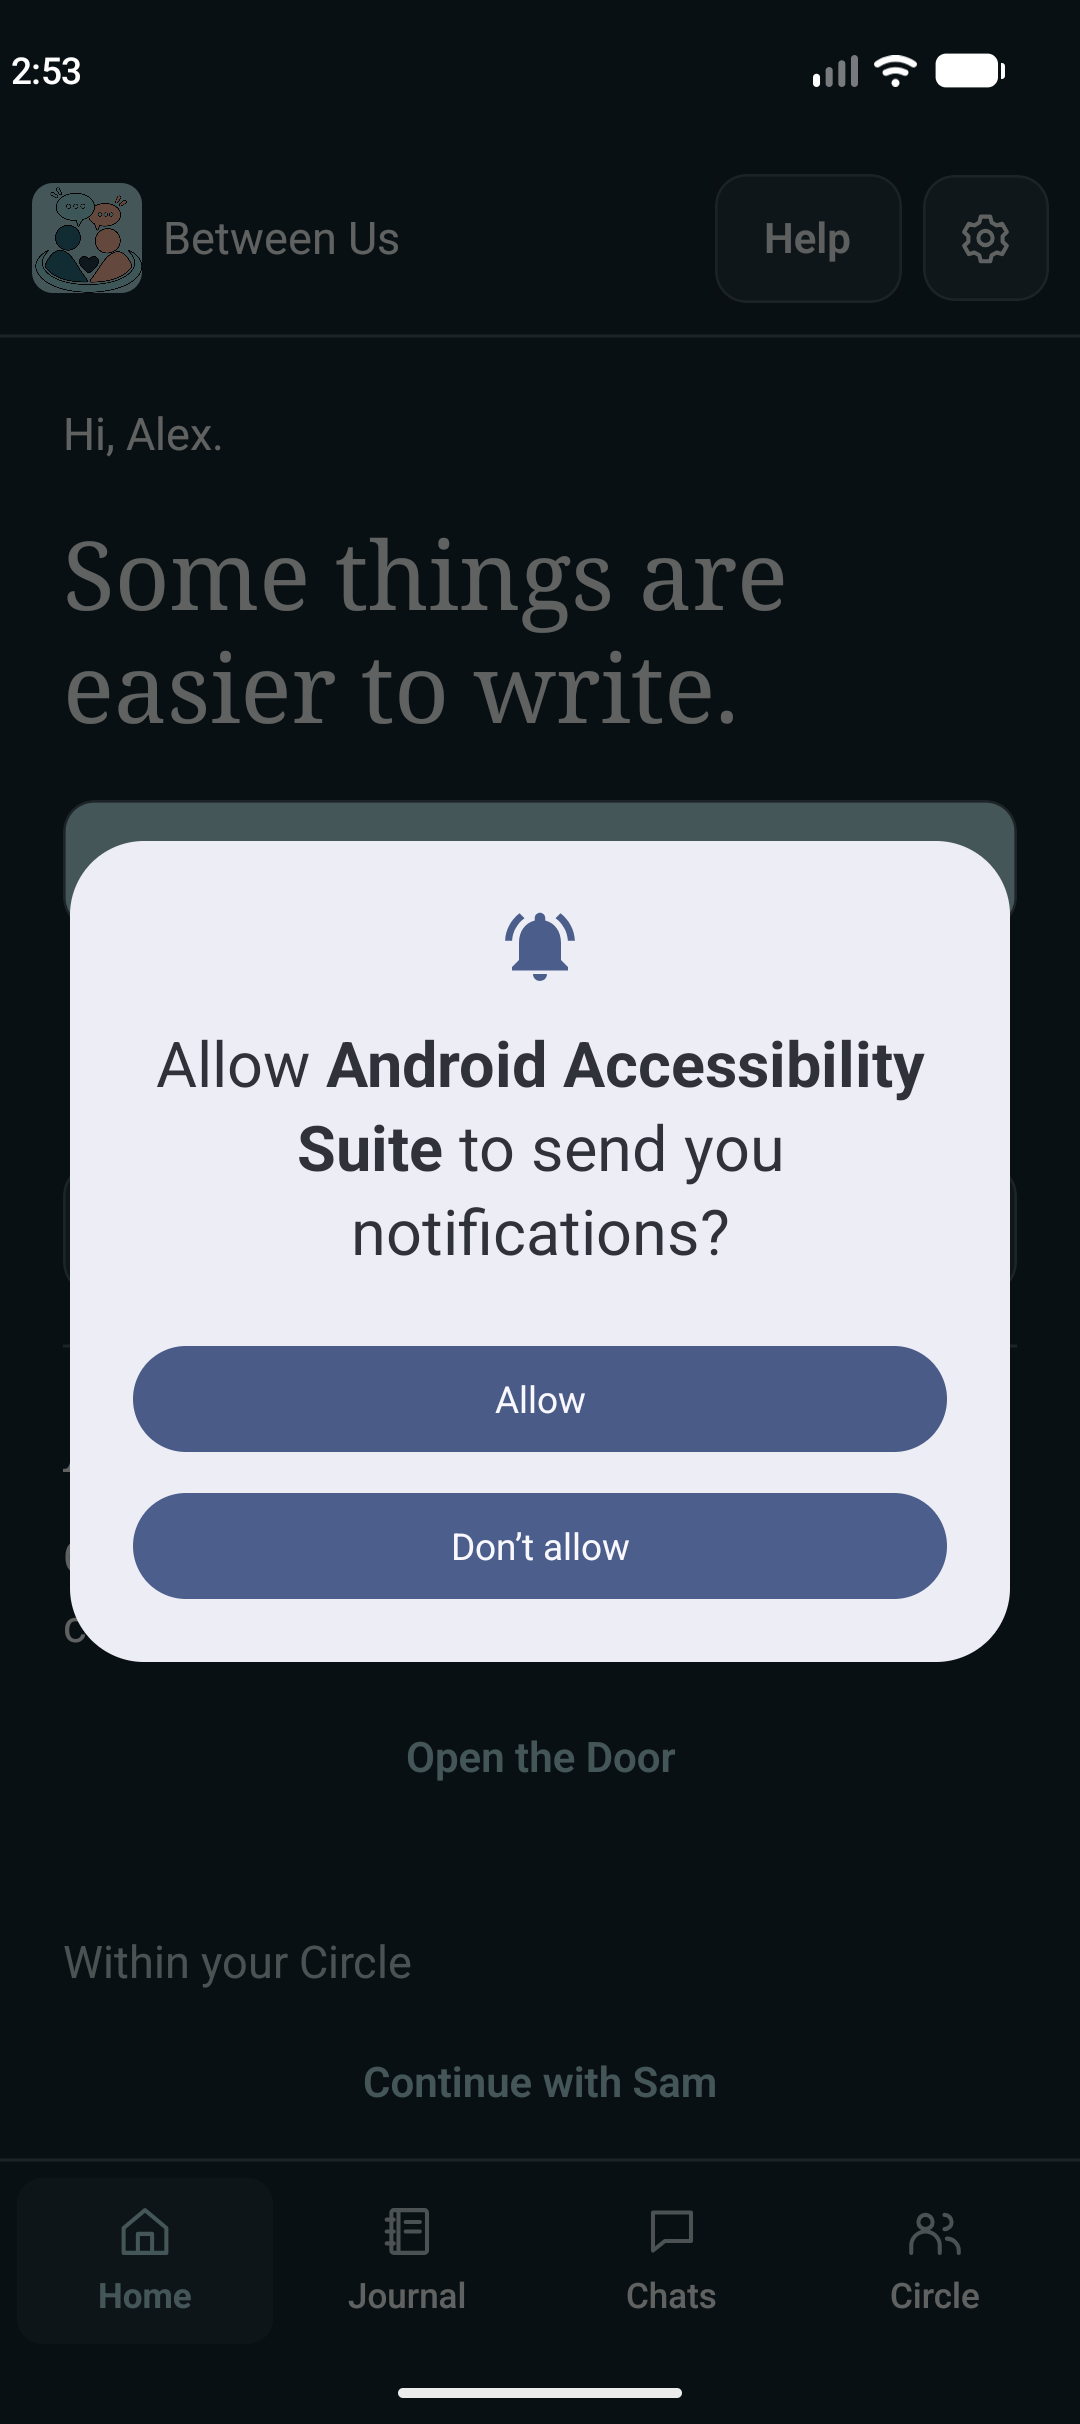 2:53
Between Us
Help
Hi, Alex.
Some things are
easier to write.
Allow Android Accessibility
Suite to send you
notifications?
Allow
Don’t allow
Open the Door
Within your Circle
Continue with Sam
Home
Journal
Chats
Circle